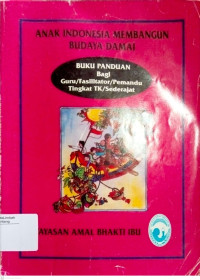 ANAK INDONESIA MEMBANGUN
BUDAYA DAMAI
BUKU PANDUAN
Bagi
Guru/Fasilitator/Pemandu
Tingkat TK/Sederajat
YAYASAN AMAL BHAKTI IBU